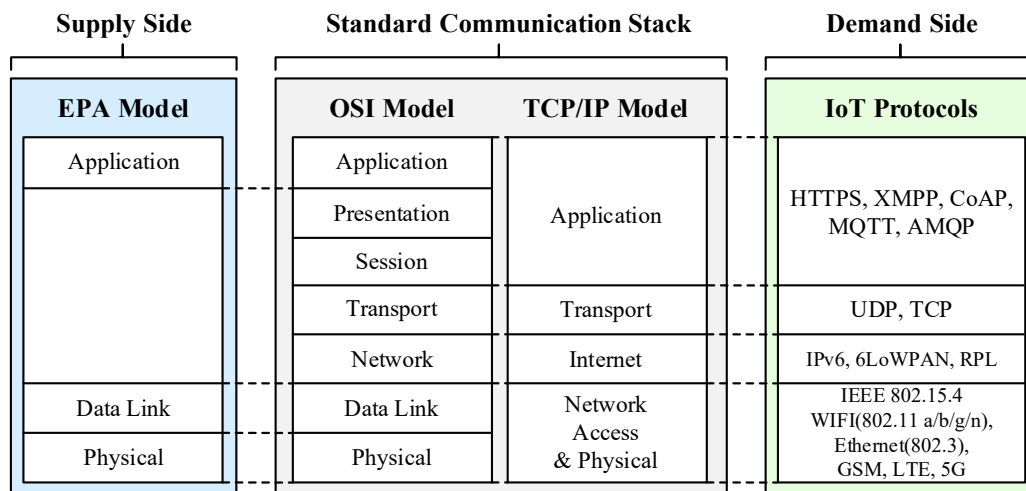 Supply Side
Standard Communication Stack
Demand Side
EPA Model
Application
Data Link
Physical
OSI Model
Application
Presentation
Session
Transport
Network
Data Link
Physical
TCP/IP Model
Application
Transport
Internet
Network
Access
& Physical
IoT Protocols
HTTPS, XMPP, CoAP,
MQTT, AMQP
UDP, TCP
IPv6, 6LoWPAN, RPL
IEEE 802.15.4
WIFI(802.11 a/b/g/n),
Ethernet(802.3),
GSM, LTE, 5G